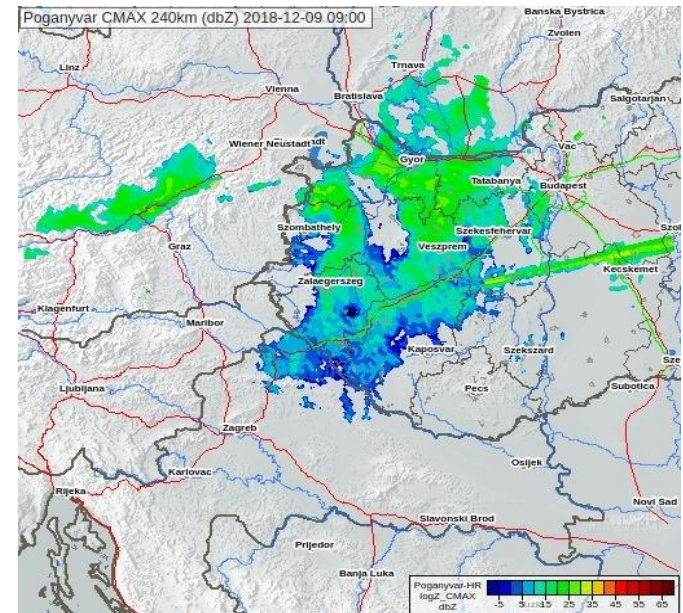 Poganyvar CMAX 240km (dbZ) 2018-12-09 09:00
Banska Bystrica
Zvolen
Linz
Trnava
Vienna
Bratislava
Salgotarjan
Wiener Neustadt
Vac
Gyor
Tatabanya
Budapest
Szombathely
Szekesfehervar
Graz
Veszprem
Kecskemet
Zalaegerszeg
Klagenfurt
Maribor
Kaposvar
Szekszard
Ljubljana
Pecs
Subotica
Zagreb
Osijek
Karlovac
Rijeka
Novi Sad
Slavonski Brod
Prijedor
Banja Luka
Poganyvar-HR
logZ_CMAX
dbZ
-5 5 15 25 35 45 55 65